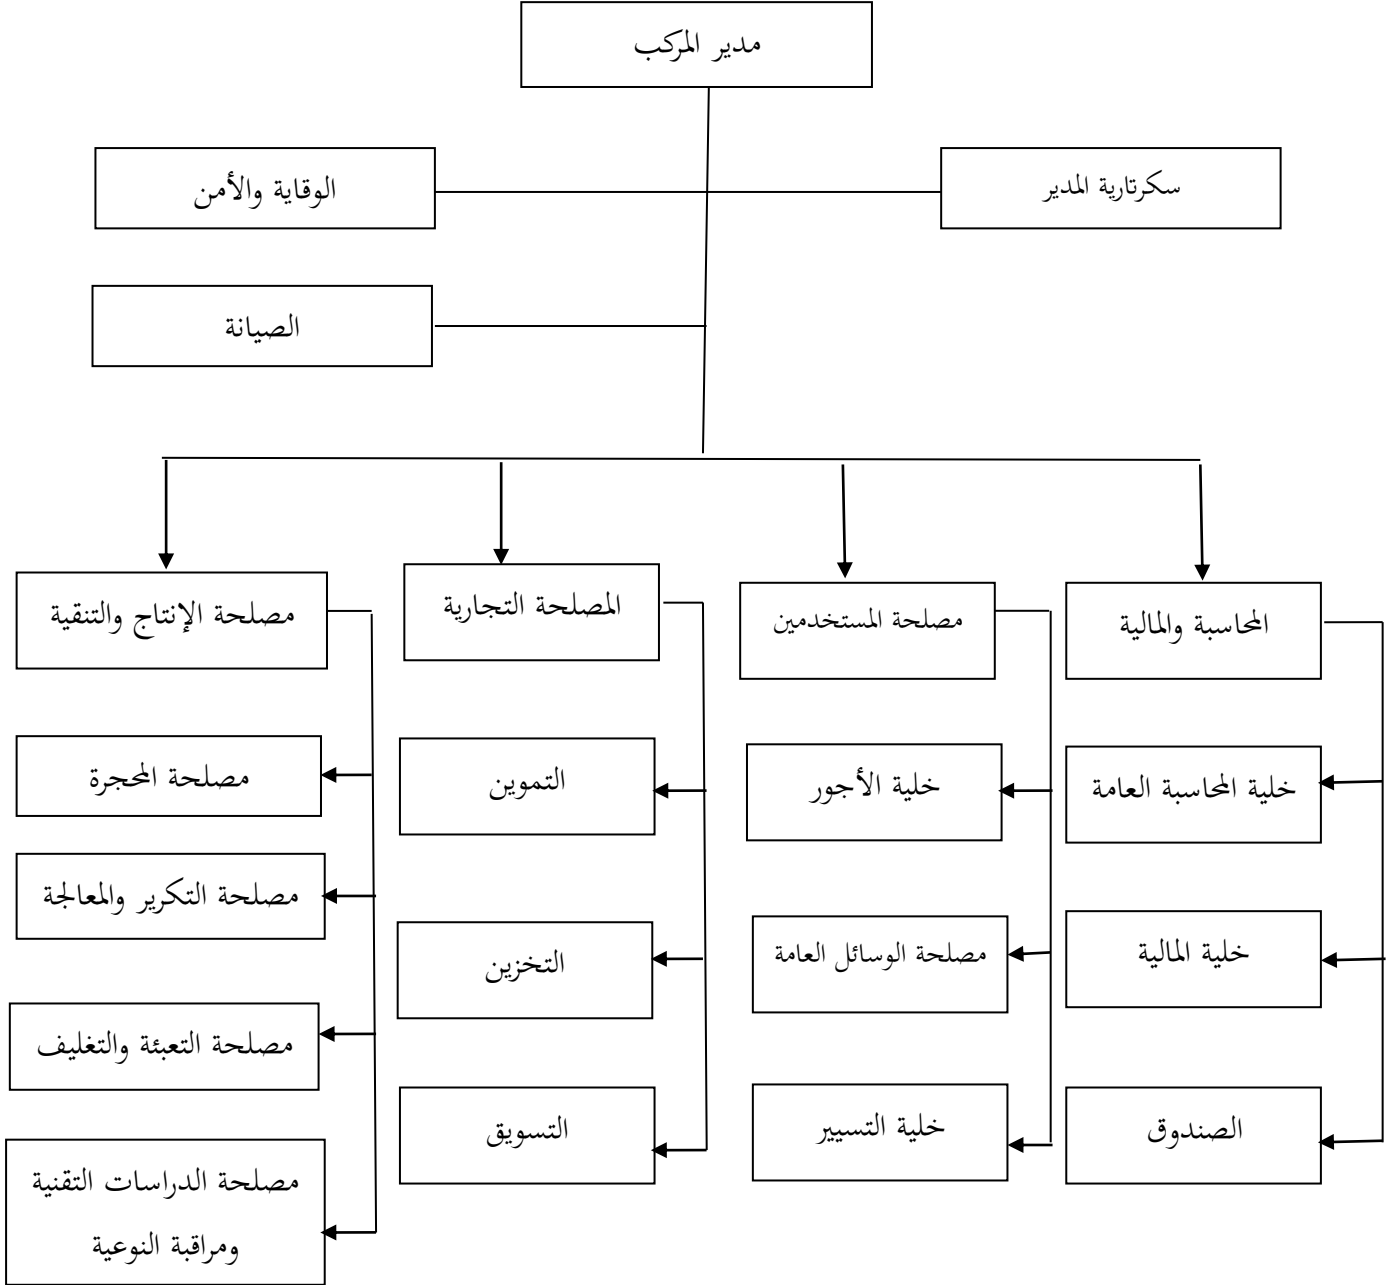 مدير المركب
سكرتارية المدير
الوقاية والأمن
الصيانة
المحاسبة والمالية
مصلحة المستخدمين
المصلحة التجارية
مصلحة الإنتاج والتنقية
خلية المحاسبة العامة
خلية الأجور
التموين
مصلحة المحجرة
مصلحة التكرير والمعالجة
خلية المالية
مصلحة الوسائل العامة
التخزين
مصلحة التعبئة والتغليف
الصندوق
خلية التسيير
التسويق
مصلحة الدراسات التقنية
ومراقبة النوعية